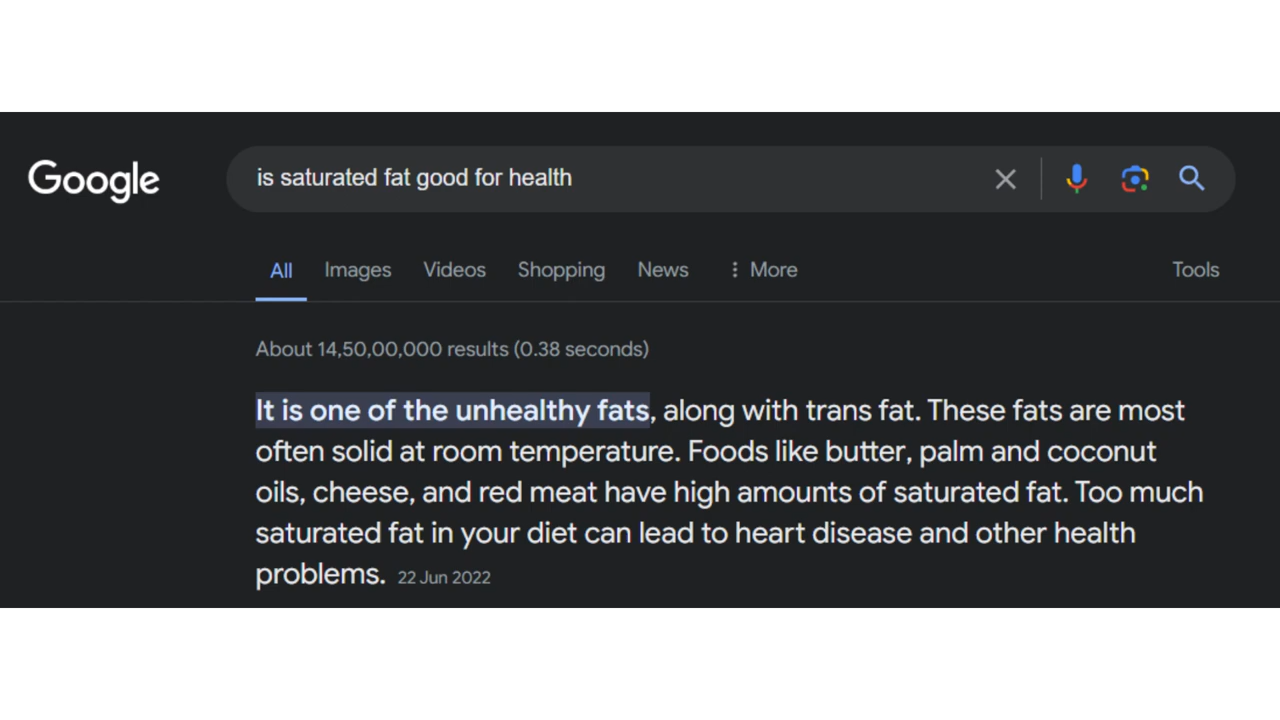 Google
is saturated fat good for health
All Images Videos Shopping News More Tools
About 14,50,00,000 results (0.38 seconds)
It is one of the unhealthy fats, along with trans fat. These fats are most
often solid at room temperature. Foods like butter, palm and coconut
oils, cheese, and red meat have high amounts of saturated fat. Too much
saturated fat in your diet can lead to heart disease and other health
problems. 22 Jun 2022